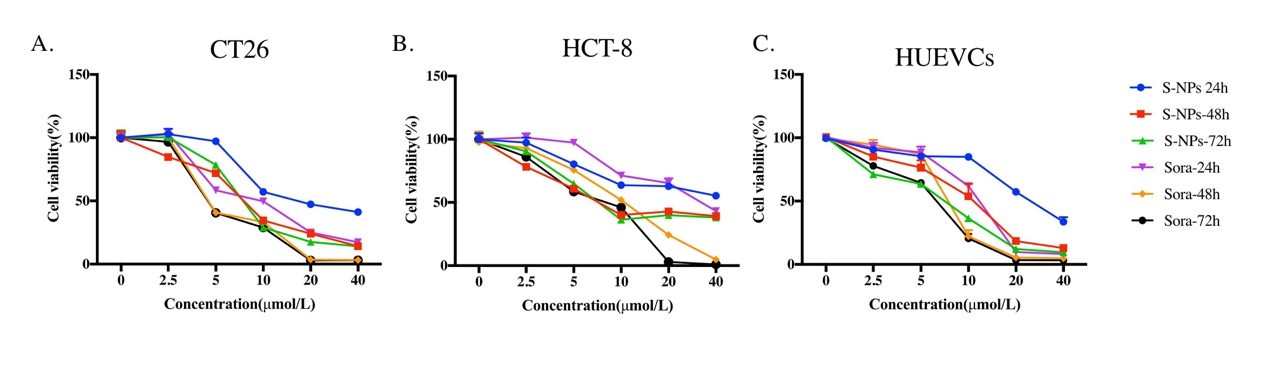 A.
CT26
150
100
50
0
Cell viability(%)
0 2.5 5 10 20 40
Concentration(μmol/L)
B.
HCT-8
150
100
50
0
Cell viability(%)
0 2.5 5 10 20 40
Concentration(μmol/L)
C.
HUEVCs
150
100
50
0
Cell viability(%)
0 2.5 5 10 20 40
Concentration(μmol/L)
S-NPs 24h
S-NPs-48h
S-NPs-72h
Sora-24h
Sora-48h
Sora-72h